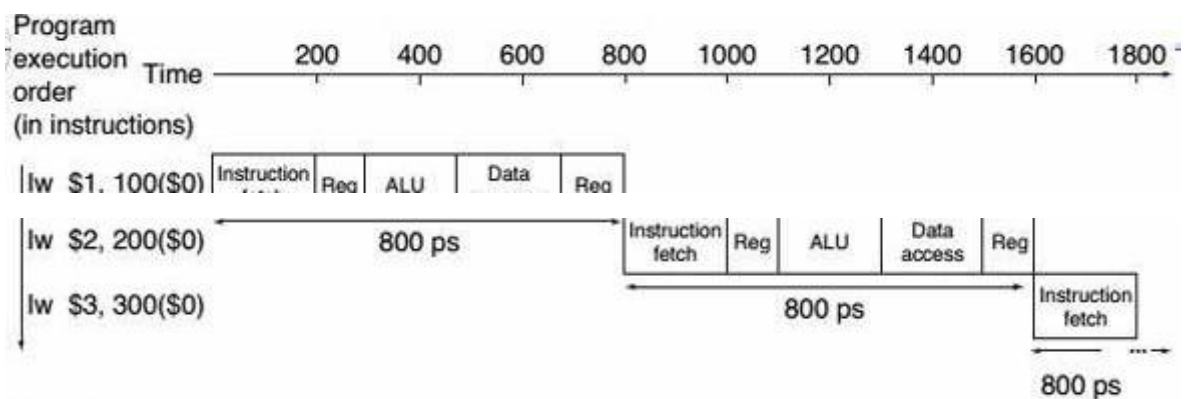 Program
execution
order
(in instructions)
Time
200 400 600 800 1000 1200 1400 1600 1800
lw $1, 100($0)
Instruction
Reg
ALU
Data
Reg
lw $2, 200($0)
800 ps
Instruction
fetch
Reg
ALU
Data
access
Reg
lw $3, 300($0)
800 ps
Instruction
fetch
...
800 ps